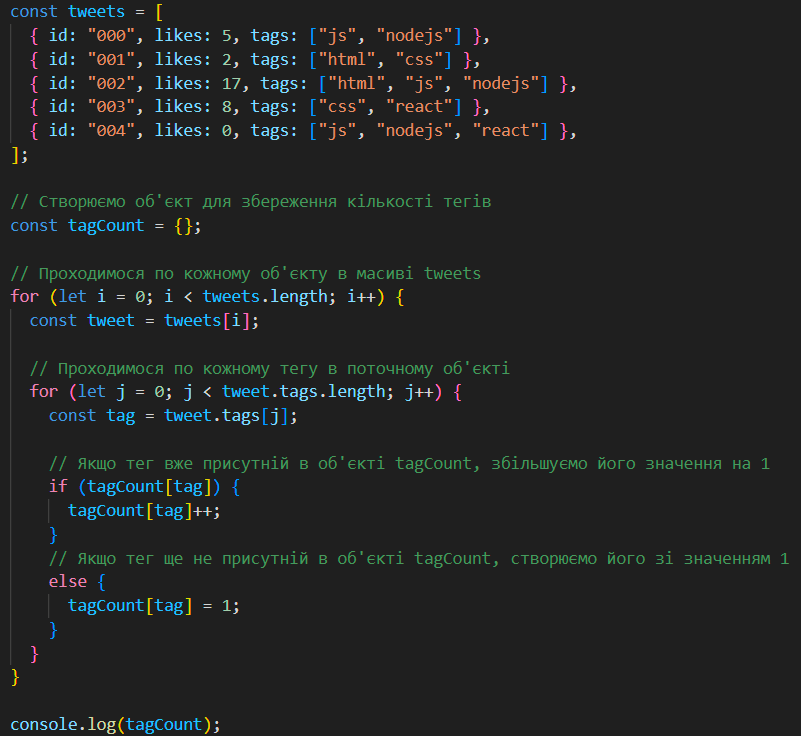 const tweets = [
  { id: "000", likes: 5, tags: ["js", "nodejs"] },
  { id: "001", likes: 2, tags: ["html", "css"] },
  { id: "002", likes: 17, tags: ["html", "js", "nodejs"] },
  { id: "003", likes: 8, tags: ["css", "react"] },
  { id: "004", likes: 0, tags: ["js", "nodejs", "react"] },
];

// Створюємо об'єкт для збереження кількості тегів
const tagCount = {};

// Проходимося по кожному об'єкту в масиві tweets
for (let i = 0; i < tweets.length; i++) {
  const tweet = tweets[i];

  // Проходимося по кожному тегу в поточному об'єкті
  for (let j = 0; j < tweet.tags.length; j++) {
    const tag = tweet.tags[j];

    // Якщо тег вже присутній в об'єкті tagCount, збільшуємо його значення на 1
    if (tagCount[tag]) {
      tagCount[tag]++;
    }
    // Якщо тег ще не присутній в об'єкті tagCount, створюємо його зі значенням 1
    else {
      tagCount[tag] = 1;
    }
  }
}

console.log(tagCount);